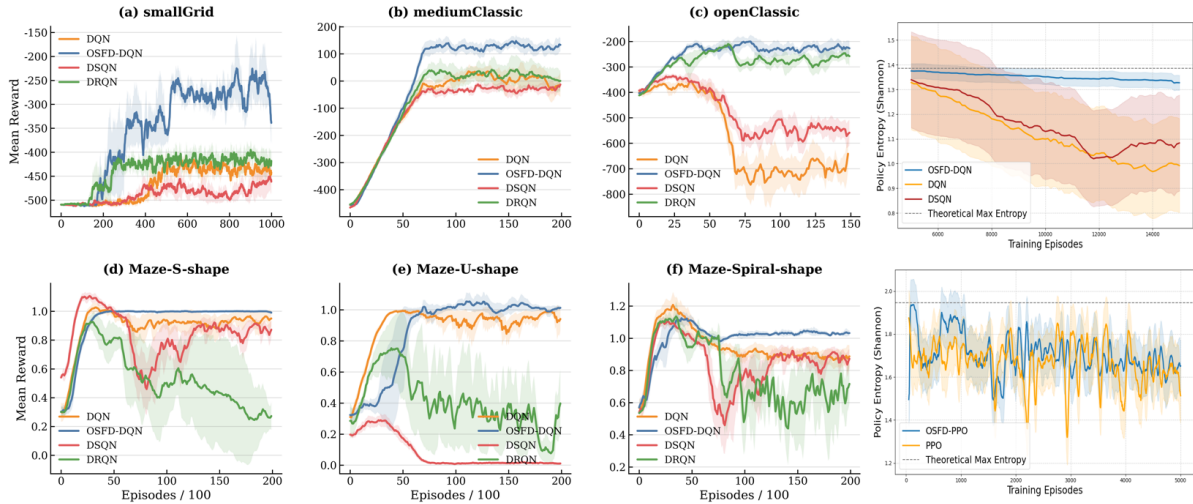 (a) smallGrid
-150
-200
-250
-300
-350
-400
-450
-500
Mean Reward
DQN
OSFD-DQN
DSQN
DRQN
0 200 400 600 800 1000
(b) mediumClassic
200
100
0
-100
-200
-300
-400
DQN
OSFD-DQN
DSQN
DRQN
0 50 100 150 200
(c) openClassic
-200
-300
-400
-500
-600
-700
-800
DQN
OSFD-DQN
DSQN
DRQN
0 25 50 75 100 125 150
Policy Entropy (Shannon)
1.5
1.4
1.3
1.2
1.1
1.0
0.9
0.8
OSFD-DQN
DQN
DSQN
Theoretical Max Entropy
6000 8000 10000 12000 14000
Training Episodes
(d) Maze-S-shape
Mean Reward
1.0
0.8
0.6
0.4
0.2
0.0
DQN
OSFD-DQN
DSQN
DRQN
0 50 100 150 200
Episodes / 100
(e) Maze-U-shape
1.0
0.8
0.6
0.4
0.2
0.0
DQN
OSFD-DQN
DSQN
DRQN
0 50 100 150 200
Episodes / 100
(f) Maze-Spiral-shape
1.2
1.0
0.8
0.6
0.4
0.2
DQN
OSFD-DQN
DSQN
DRQN
0 50 100 150 200
Episodes / 100
Policy Entropy (Shannon)
2.0
1.8
1.6
1.4
1.2
OSFD-PPO
PPO
Theoretical Max Entropy
0 1000 2000 3000 4000 5000
Training Episodes